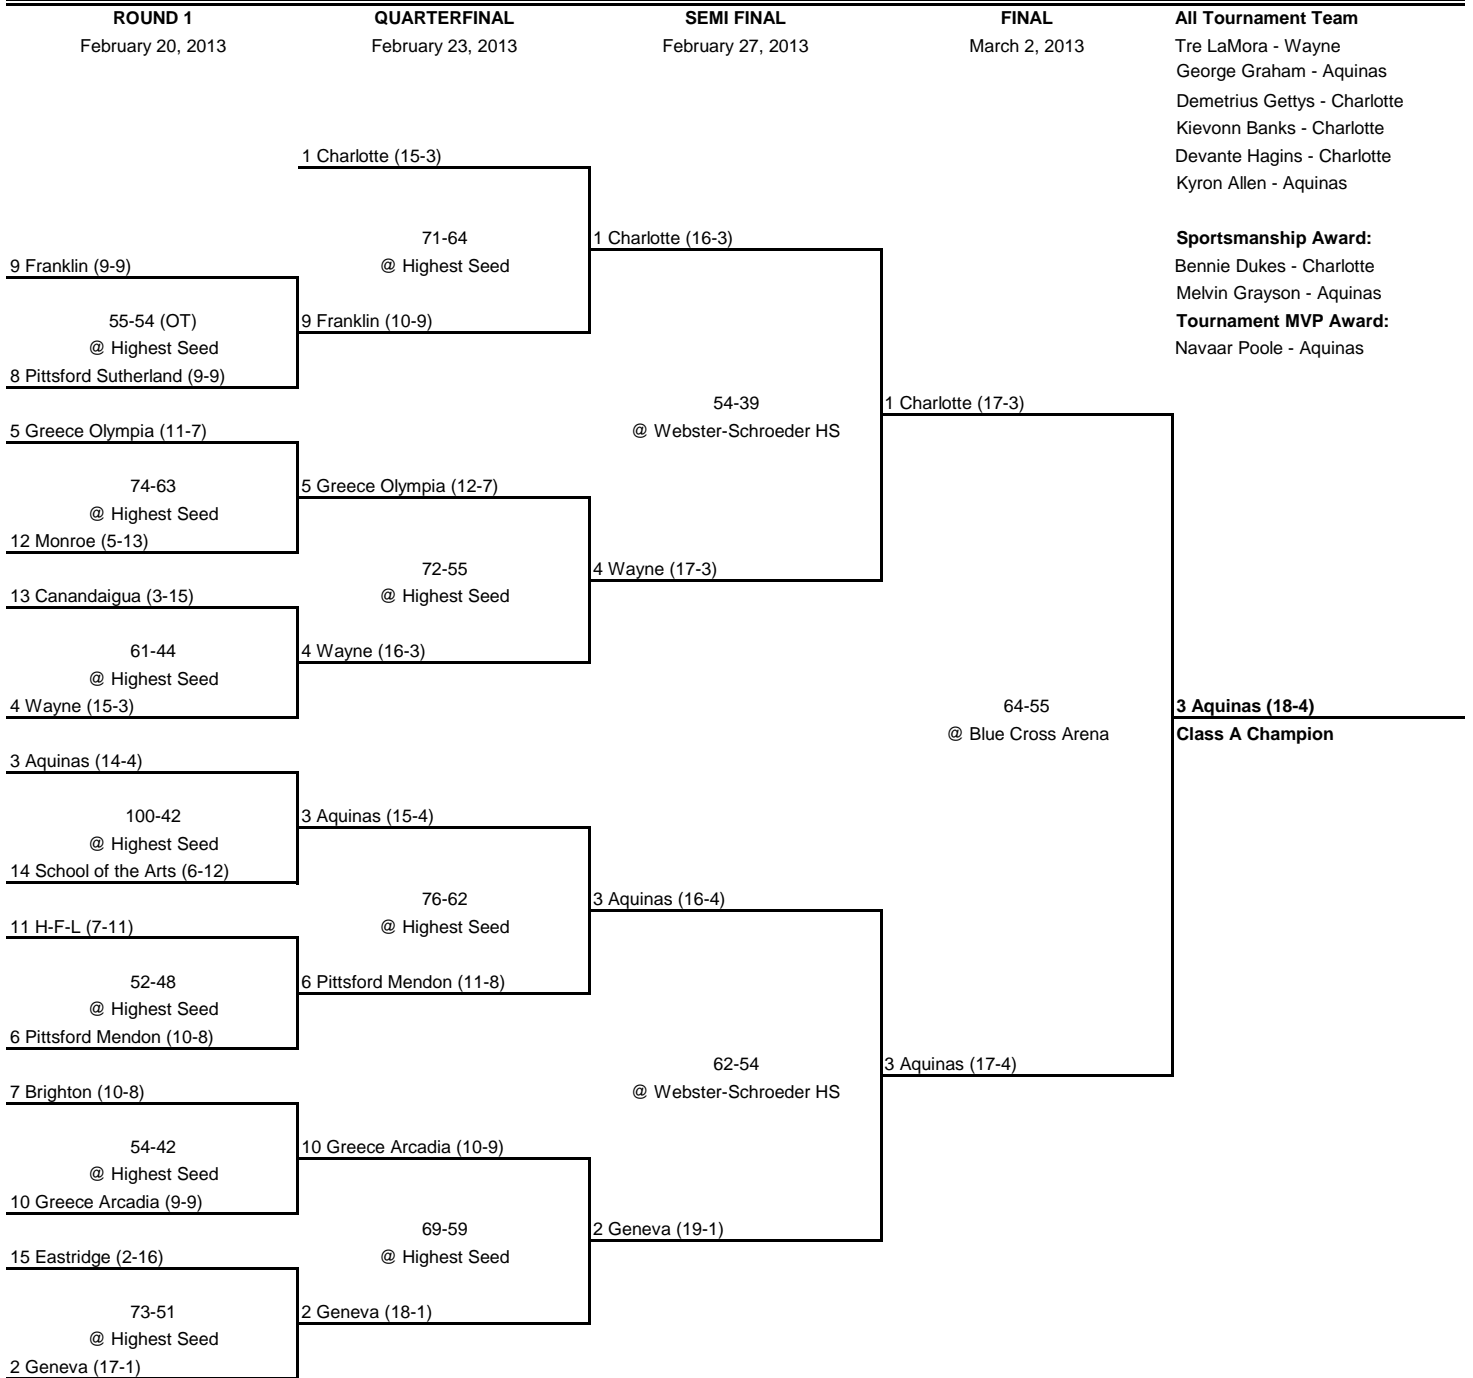 ROUND 1 QUARTERFINAL SEMI FINAL FINAL All Tournament Team
February 20, 2013 February 23, 2013 February 27, 2013 March 2, 2013 Tre LaMora - Wayne
George Graham - Aquinas
Demetrius Gettys - Charlotte
Kievonn Banks - Charlotte
1 Charlotte (15-3) Devante Hagins - Charlotte
Kyron Allen - Aquinas
71-64 1 Charlotte (16-3) Sportsmanship Award:
9 Franklin (9-9) @ Highest Seed Bennie Dukes - Charlotte
Melvin Grayson - Aquinas
55-54 (OT) 9 Franklin (10-9) Tournament MVP Award:
@ Highest Seed Navaar Poole - Aquinas
8 Pittsford Sutherland (9-9)
54-39 1 Charlotte (17-3)
5 Greece Olympia (11-7) @ Webster-Schroeder HS
74-63 5 Greece Olympia (12-7)
@ Highest Seed
12 Monroe (5-13)
72-55 4 Wayne (17-3)
13 Canandaigua (3-15) @ Highest Seed
61-44 4 Wayne (16-3)
@ Highest Seed
4 Wayne (15-3) 64-55 3 Aquinas (18-4)
@ Blue Cross Arena Class A Champion
3 Aquinas (14-4)
100-42 3 Aquinas (15-4)
@ Highest Seed
14 School of the Arts (6-12)
76-62 3 Aquinas (16-4)
11 H-F-L (7-11) @ Highest Seed
52-48 6 Pittsford Mendon (11-8)
@ Highest Seed
6 Pittsford Mendon (10-8)
62-54 3 Aquinas (17-4)
7 Brighton (10-8) @ Webster-Schroeder HS
54-42 10 Greece Arcadia (10-9)
@ Highest Seed
10 Greece Arcadia (9-9)
69-59 2 Geneva (19-1)
15 Eastridge (2-16) @ Highest Seed
73-51 2 Geneva (18-1)
@ Highest Seed
2 Geneva (17-1)